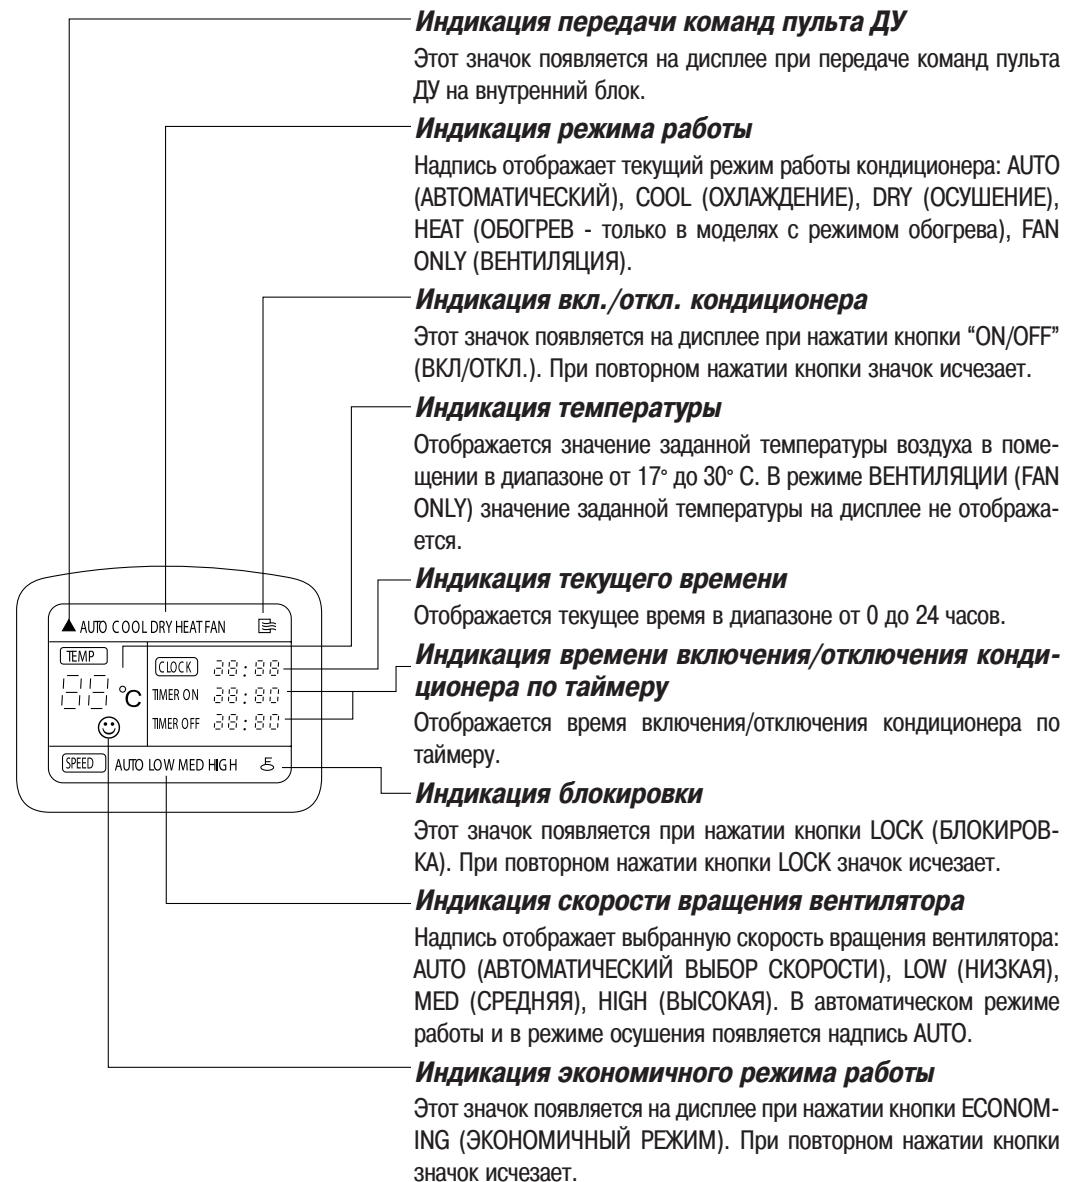 Индикация передачи команд пульта ДУ
Этот значок появляется на дисплее при передаче команд пульта
ДУ на внутренний блок.
Индикация режима работы
Надпись отображает текущий режим работы кондиционера: AUTO
(АВТОМАТИЧЕСКИЙ), COOL (ОХЛАЖДЕНИЕ), DRY (ОСУШЕНИЕ),
HEAT (ОБОГРЕВ - только в моделях с режимом обогрева), FAN
ONLY (ВЕНТИЛЯЦИЯ).
Индикация вкл./откл. кондиционера
Этот значок появляется на дисплее при нажатии кнопки “ON/OFF”
(ВКЛ/ОТКЛ.). При повторном нажатии кнопки значок исчезает.
Индикация температуры
Отображается значение заданной температуры воздуха в поме-
щении в диапазоне от 17° до 30° С. В режиме ВЕНТИЛЯЦИИ (FAN
ONLY) значение заданной температуры на дисплее не отобража-
ется.
Индикация текущего времени
Отображается текущее время в диапазоне от 0 до 24 часов.
Индикация времени включения/отключения конди-
ционера по таймеру
Отображается время включения/отключения кондиционера по
таймеру.
Индикация блокировки
Этот значок появляется при нажатии кнопки LOCK (БЛОКИРОВ-
КА). При повторном нажатии кнопки LOCK значок исчезает.
Индикация скорости вращения вентилятора
Надпись отображает выбранную скорость вращения вентилятора:
AUTO (АВТОМАТИЧЕСКИЙ ВЫБОР СКОРОСТИ), LOW (НИЗКАЯ),
MED (СРЕДНЯЯ), HIGH (ВЫСОКАЯ). В автоматическом режиме
работы и в режиме осушения появляется надпись AUTO.
Индикация экономичного режима работы
Этот значок появляется на дисплее при нажатии кнопки ECONOM-
ING (ЭКОНОМИЧНЫЙ РЕЖИМ). При повторном нажатии кнопки
значок исчезает.
AUTO COOL DRY HEAT FAN
TEMP
88 °C
CLOCK 28:88
TIMER ON 28:80
TIMER OFF 28:80
SPEED AUTO LOW MED HIGH